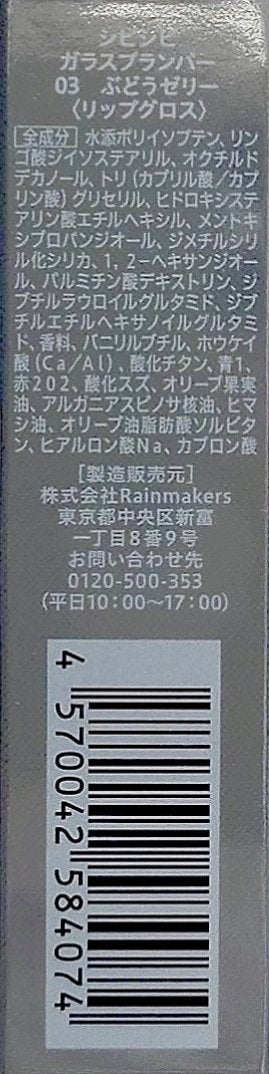 シピシピ
ガラスプランパー
03　ぶどうゼリー
〈リップグロス〉
全成分 水添ポリイソブテン、リン
ゴ酸ジイソステアリル、オクチルド
デカノール、トリ（カプリル酸／カプ
リン酸）グリセリル、ヒドロキシステ
アリン酸エチルヘキシル、メントキ
シプロパンジオール、ジメチルシリ
ル化シリカ、1，2－ヘキサンジオー
ル、パルミチン酸デキストリン、ジ
ブチルラウロイルグルタミド、ジブ
チルエチルヘキサノイルグルタミ
ド、香料、バニリルブチル、ホウケイ
酸（Ca／Al）、酸化チタン、青1、
赤202、酸化スズ、オリーブ果実
油、アルガニアスピノサ核油、ヒマ
シ油、オリーブ油脂肪酸ソルビタ
ン、ヒアルロン酸Na、カプロン酸
［製造販売元］
株式会社Rainmakers
東京都中央区新富
一丁目8番9号
お問い合わせ先
0120-500-353
（平日10：00～17：00）
4 570042 584074